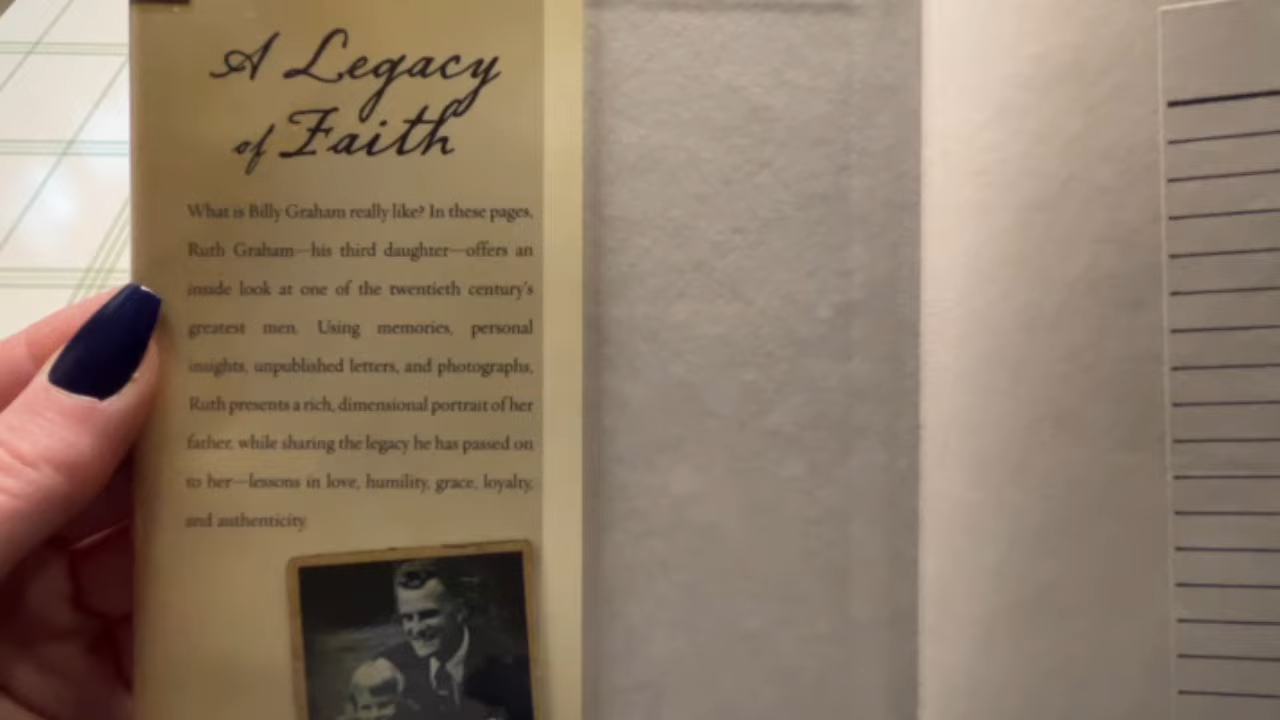 A Legacy
of Faith
What is Billy Graham really like? In these pages,
Ruth Graham—his third daughter—offers an
inside look at one of the twentieth century's
greatest men. Using memories, personal
insights, unpublished letters, and photographs,
Ruth presents a rich, dimensional portrait of her
father, while sharing the legacy he has passed on
to her—lessons in love, humility, grace, loyalty,
and authenticity.